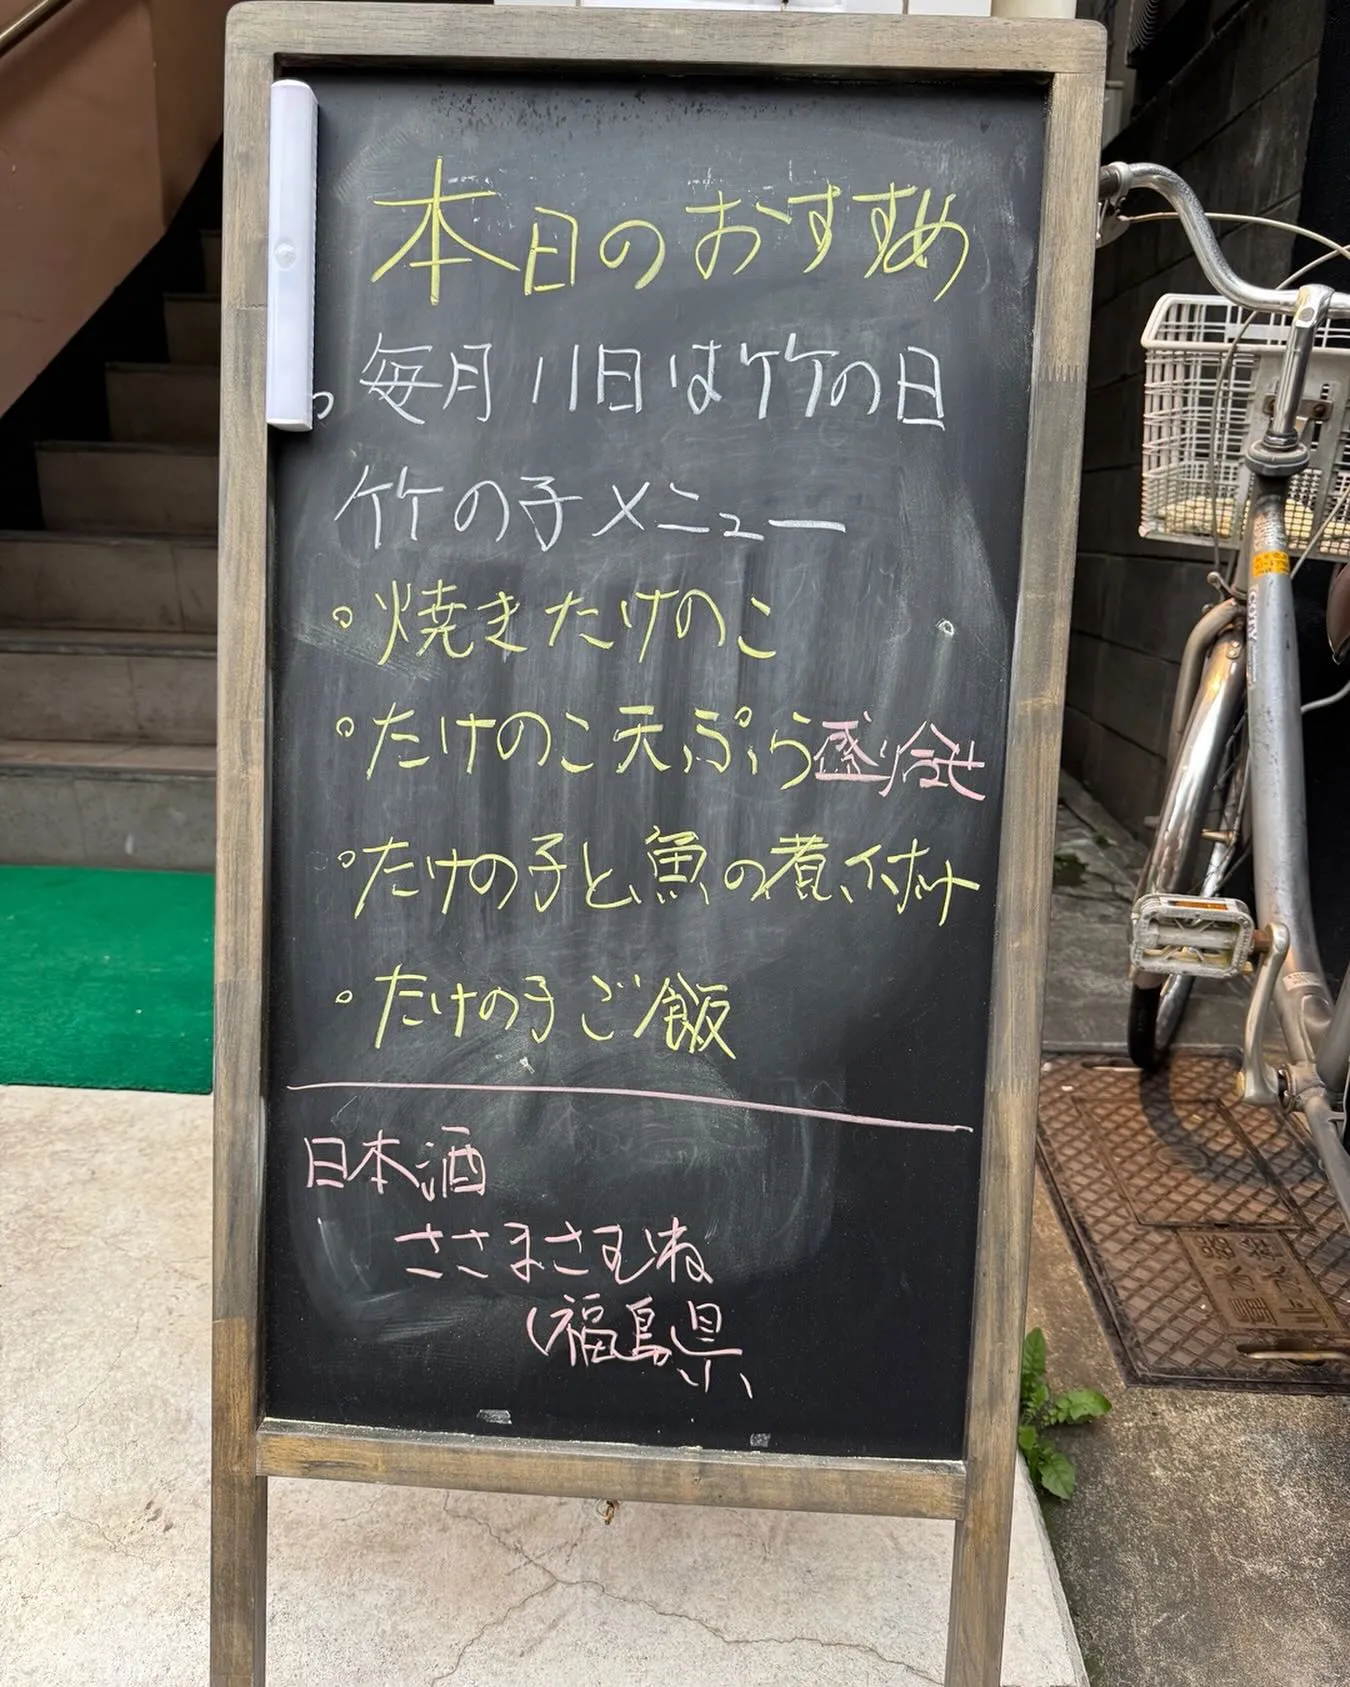 本日のおすすめ
。毎月11日は竹の日
竹の子メニュー
。焼きたけのこ
。たけのこ天ぷら盛り合せ
。たけの子と魚の煮付け
。たけの子ご飯
日本酒
ささまさむね
(福島県